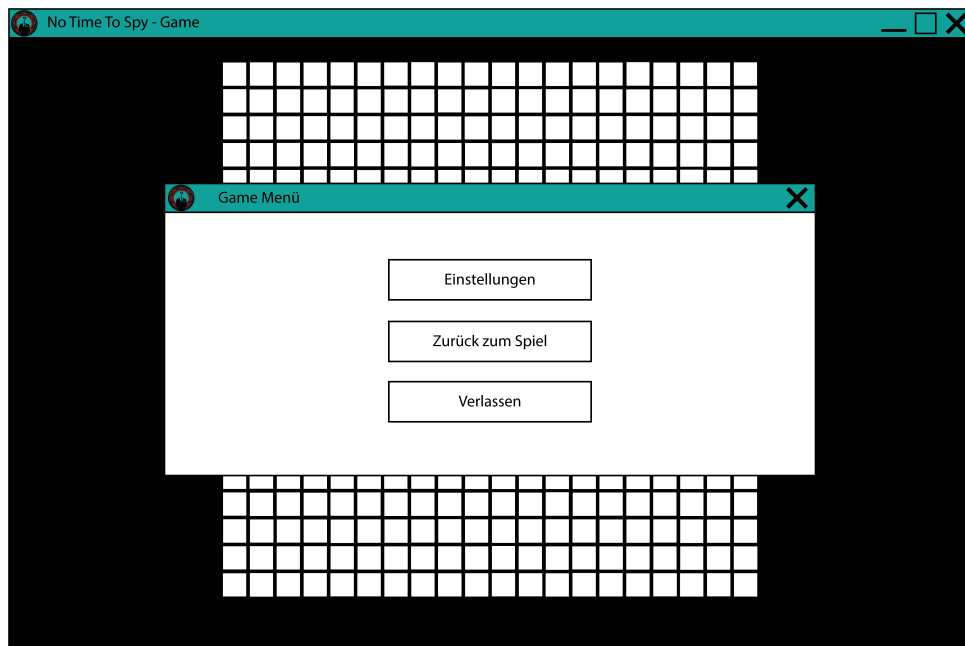 No Time To Spy - Game
Game Menü
Einstellungen
Zurück zum Spiel
Verlassen